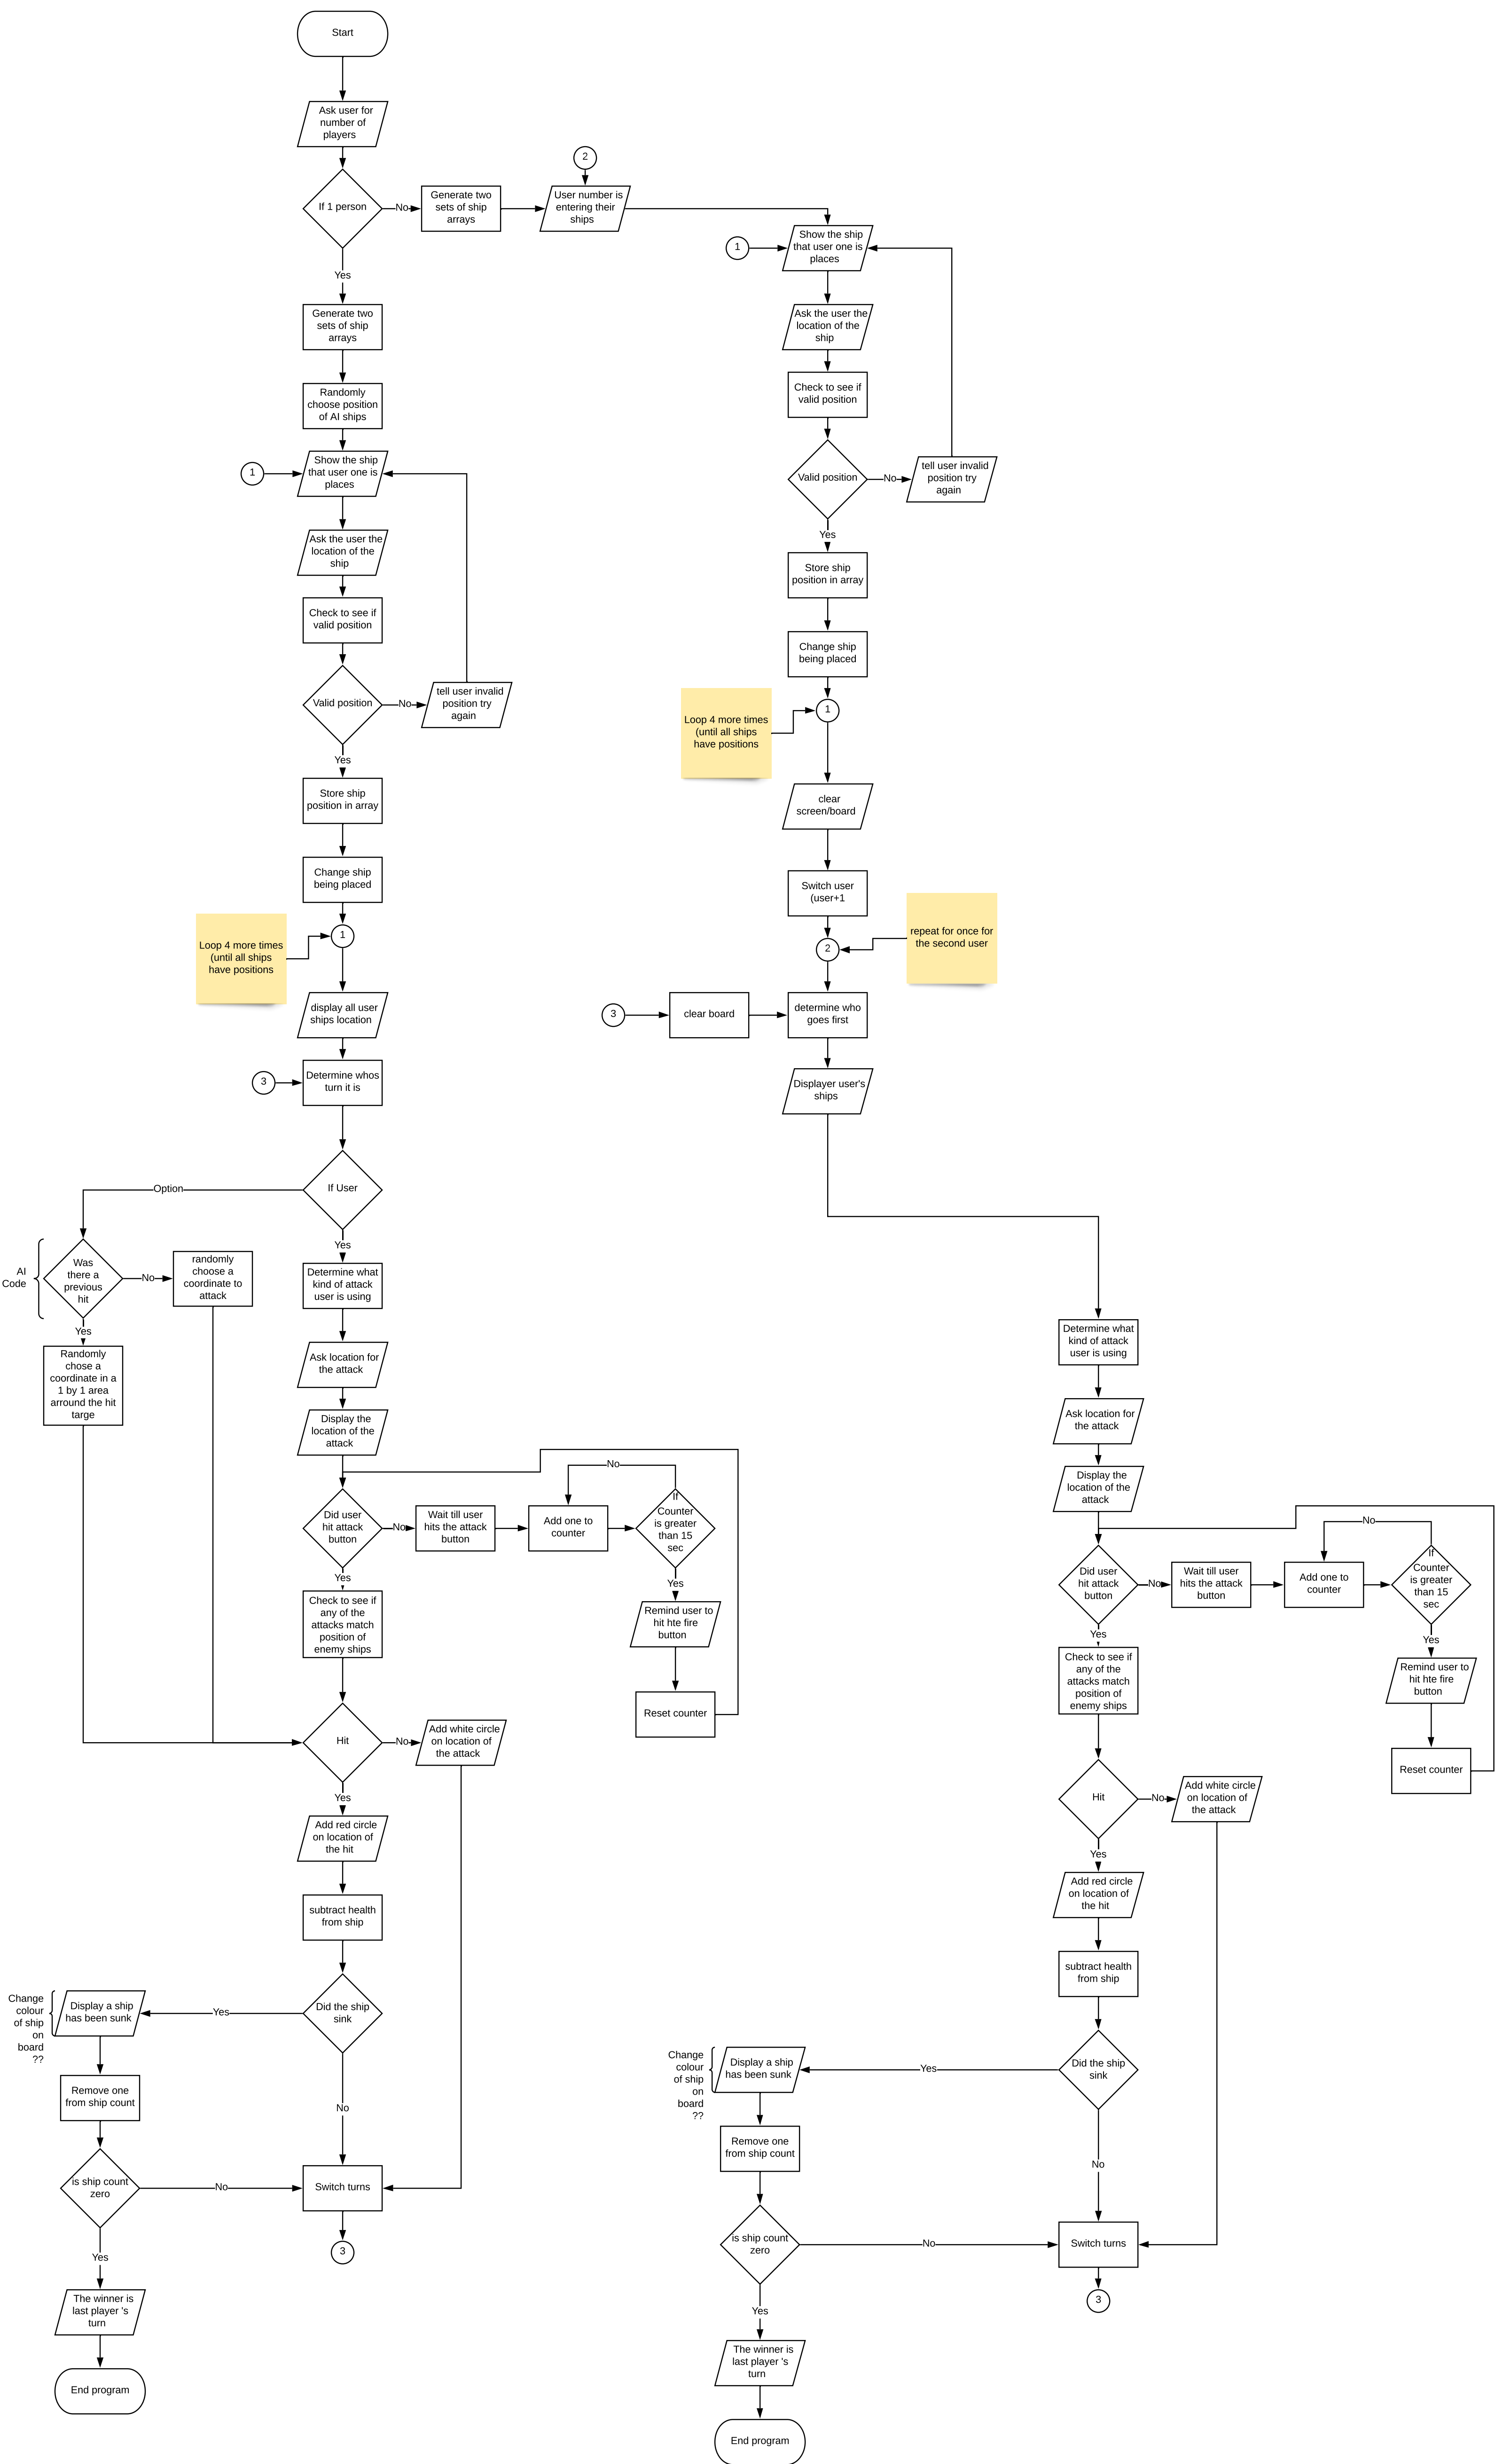 Start
Ask user for
number of
players
If 1 person
No
Generate two
sets of ship
arrays
2
User number is
entering their
ships
Yes
Generate two
sets of ship
arrays
Randomly
choose position
of AI ships
1
Show the ship
that user one is
places
Ask the user the
location of the
ship
Check to see if
valid position
Valid position
No
tell user invalid
position try
again
Yes
Store ship
position in array
Change ship
being placed
Loop 4 more times
(until all ships
have positions
1
display all user
ships location
3
Determine whos
turn it is
If User
Option
AI
Code
Was
there a
previous
hit
No
randomly
choose a
coordinate to
attack
Yes
Randomly
chose a
coordinate in a
1 by 1 area
arround the hit
targe
Yes
Determine what
kind of attack
user is using
Ask location for
the attack
Display the
location of the
attack
Did user
hit attack
button
No
Wait till user
hits the attack
button
Add one to
counter
No
If
Counter
is greater
than 15
sec
Yes
Remind user to
hit hte fire
button
Reset counter
Yes
Check to see if
any of the
attacks match
position of
enemy ships
Hit
No
Add white circle
on location of
the attack
Yes
Add red circle
on location of
the hit
subtract health
from ship
Did the ship
sink
Yes
Change
colour
of ship
on
board
??
Display a ship
has been sunk
Remove one
from ship count
No
is ship count
zero
No
Switch turns
3
Yes
The winner is
last player 's
turn
End program
1
Show the ship
that user one is
places
Ask the user the
location of the
ship
Check to see if
valid position
Valid position
No
tell user invalid
position try
again
Yes
Store ship
position in array
Change ship
being placed
Loop 4 more times
(until all ships
have positions
1
clear
screen/board
Switch user
(user+1
2
repeat for once for
the second user
3
clear board
determine who
goes first
Displayer user's
ships
Determine what
kind of attack
user is using
Ask location for
the attack
Display the
location of the
attack
Did user
hit attack
button
No
Wait till user
hits the attack
button
Add one to
counter
No
If
Counter
is greater
than 15
sec
Yes
Remind user to
hit hte fire
button
Reset counter
Yes
Check to see if
any of the
attacks match
position of
enemy ships
Hit
No
Add white circle
on location of
the attack
Yes
Add red circle
on location of
the hit
subtract health
from ship
Did the ship
sink
Yes
Change
colour
of ship
on
board
??
Display a ship
has been sunk
Remove one
from ship count
No
is ship count
zero
No
Switch turns
3
Yes
The winner is
last player 's
turn
End program